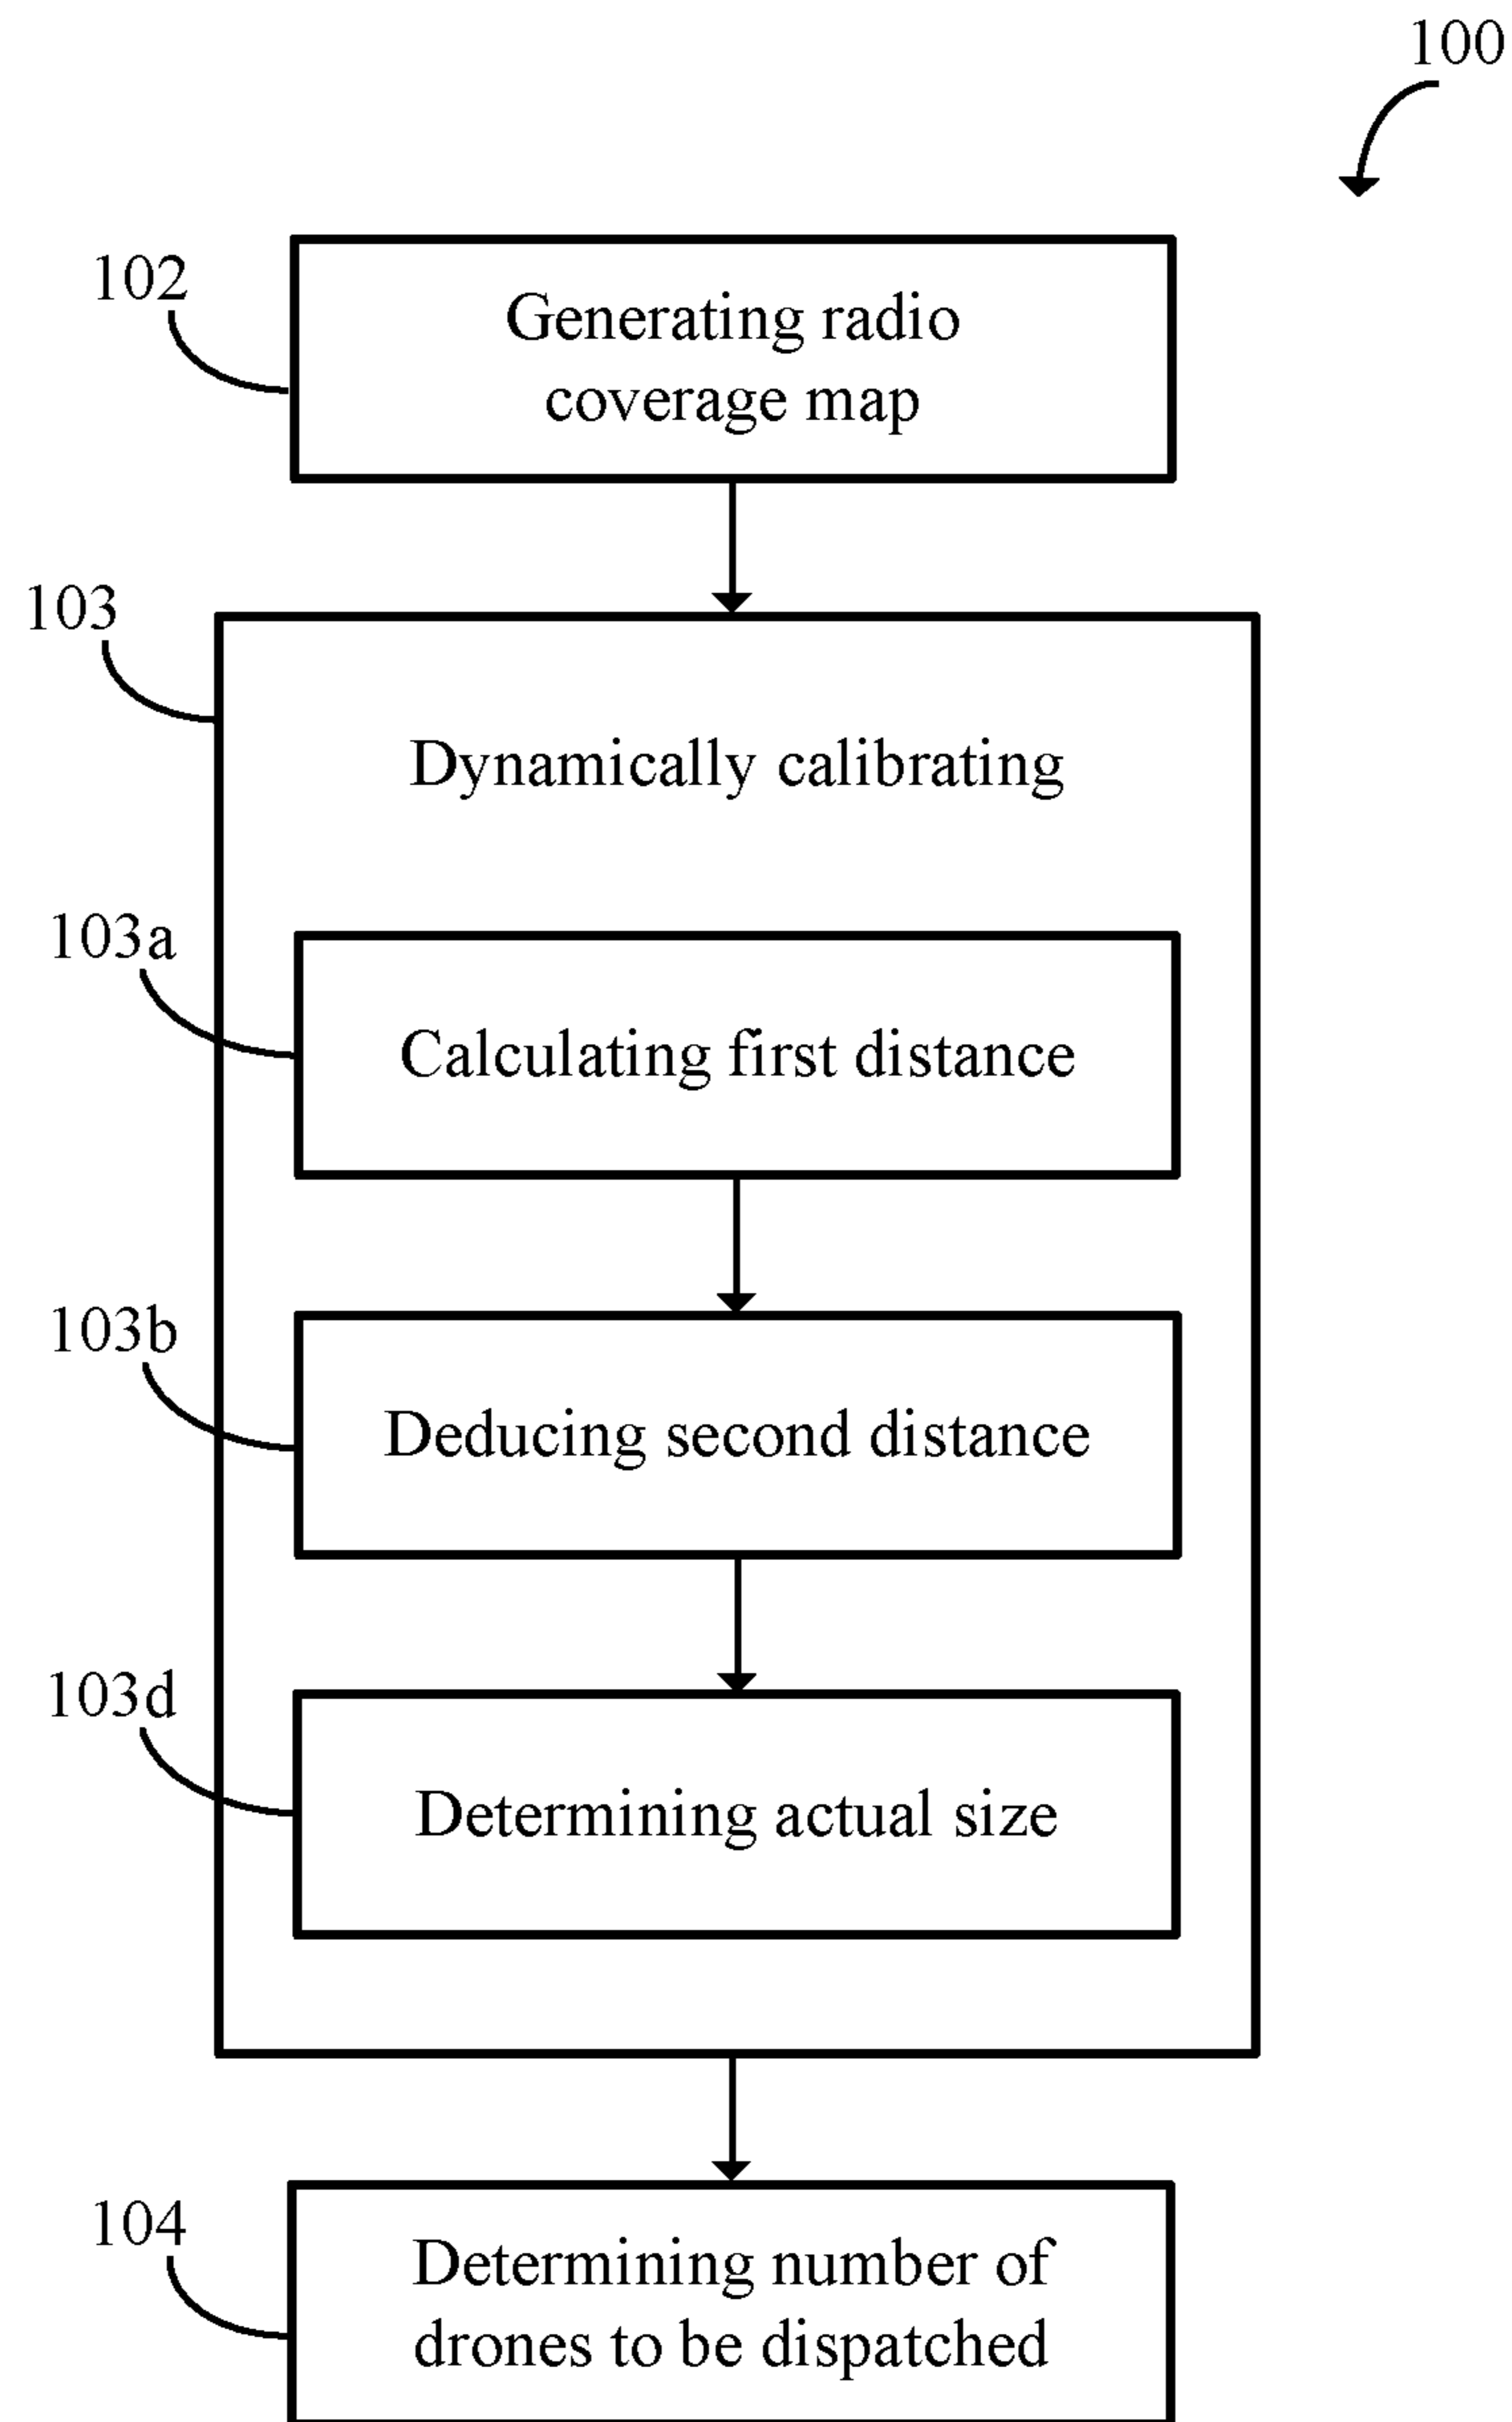 100
102
Generating radio
coverage map
103
Dynamically calibrating
103a
Calculating first distance
103b
Deducing second distance
103d
Determining actual size
104
Determining number of
drones to be dispatched